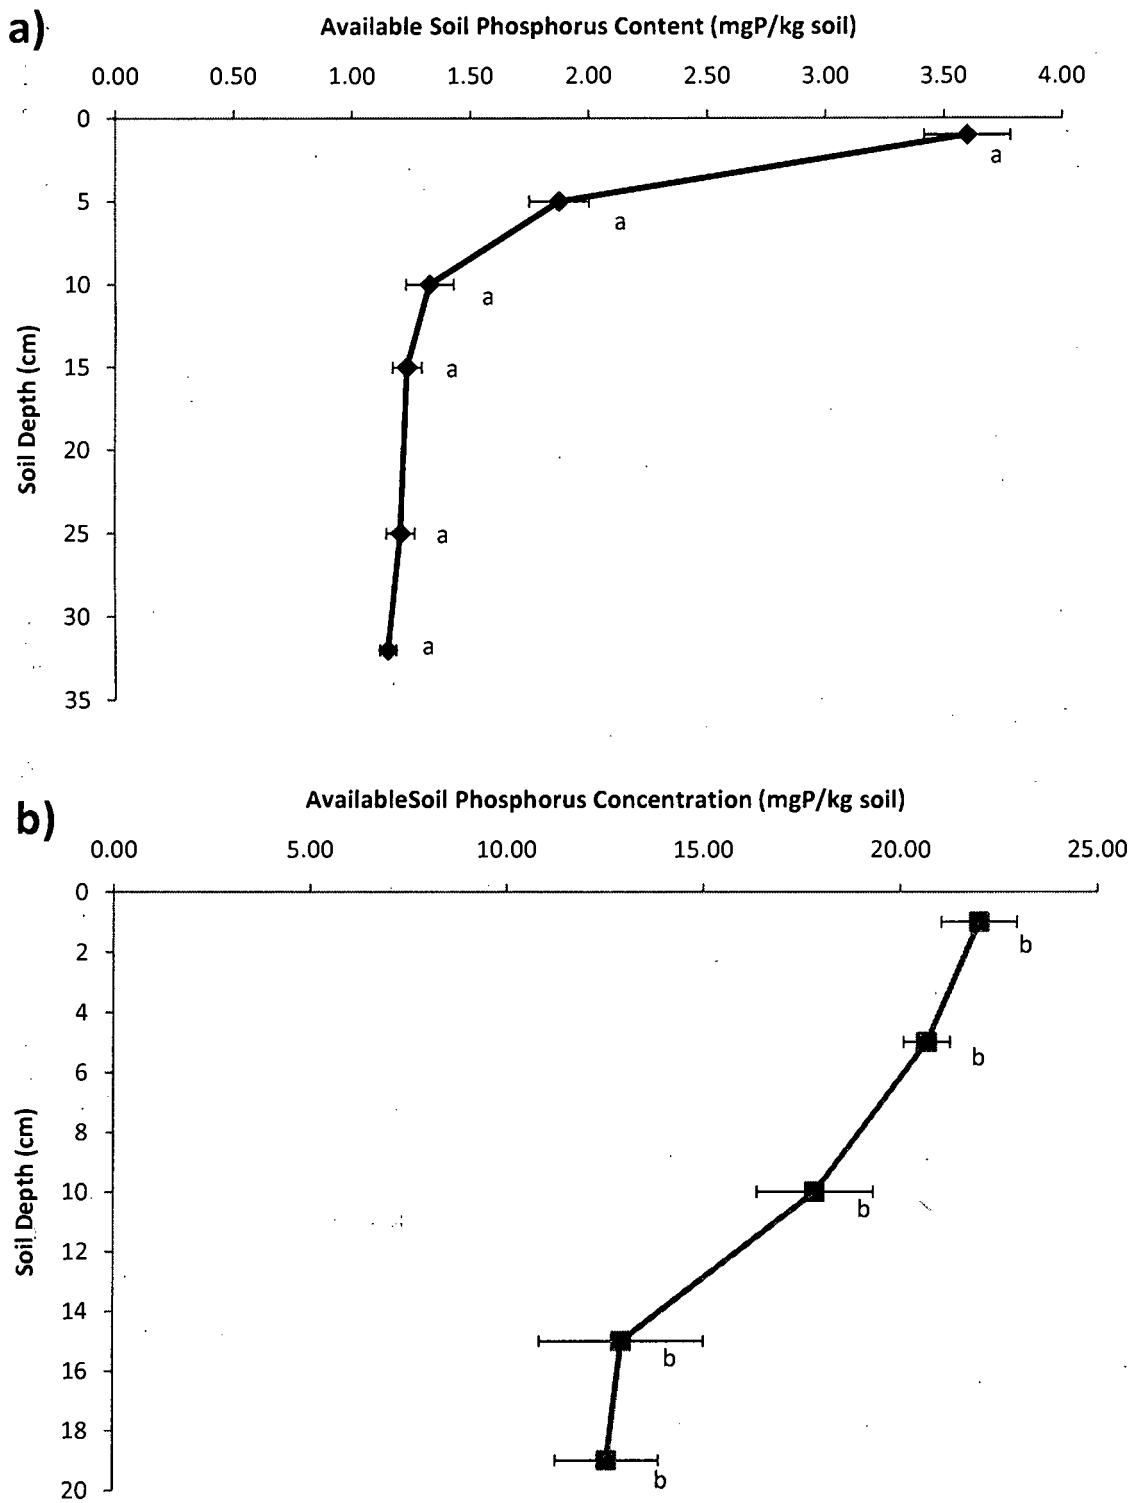 a)
Available Soil Phosphorus Content (mgP/kg soil)
0.00 0.50 1.00 1.50 2.00 2.50 3.00 3.50 4.00
0
a
5
a
10
a
15
a
Soil Depth (cm)
20
25
a
30
a
35
b)
AvailableSoil Phosphorus Concentration (mgP/kg soil)
0.00 5.00 10.00 15.00 20.00 25.00
0
b
2
4
b
6
8
Soil Depth (cm)
10
b
12
14
b
16
18
b
20